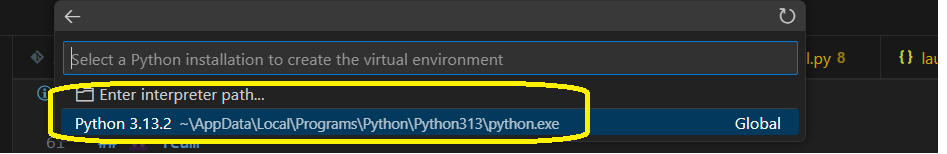 Select a Python installation to create the virtual environment
l.py 8
{} lau
Enter interpreter path...
Python 3.13.2 ~\AppData\Local\Programs\Python\Python313\python.exe Global
61 ##